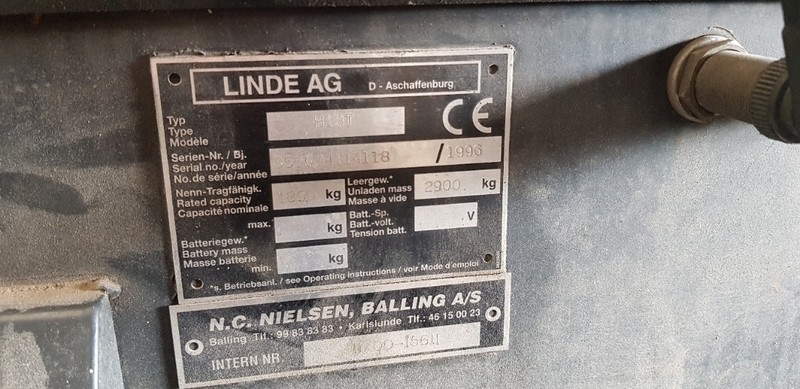 LINDE AG D - Aschaffenburg
Typ
Type
Modèle
CE
Serien-Nr. / Bj.
Serial no./year
No. de série/année
/ 1996
Nenn-Tragfähigk.
Rated capacity
Capacité nominale
kg
Leergew.*
Unladen mass
Masse à vide
2900. kg
max. kg
Batt.-Sp.
Batt.-volt.
Tension batt.
V
Batteriegew.*
Battery mass
Masse batterie
min. kg
*s. Betriebsanl. / see Operating instructions / voir Mode d'emploi
N.C. NIELSEN, BALLING A/S
Balling Tlf.: 99 83 83 83 • Karlslunde Tlf.: 46 15 00 23
INTERN NR